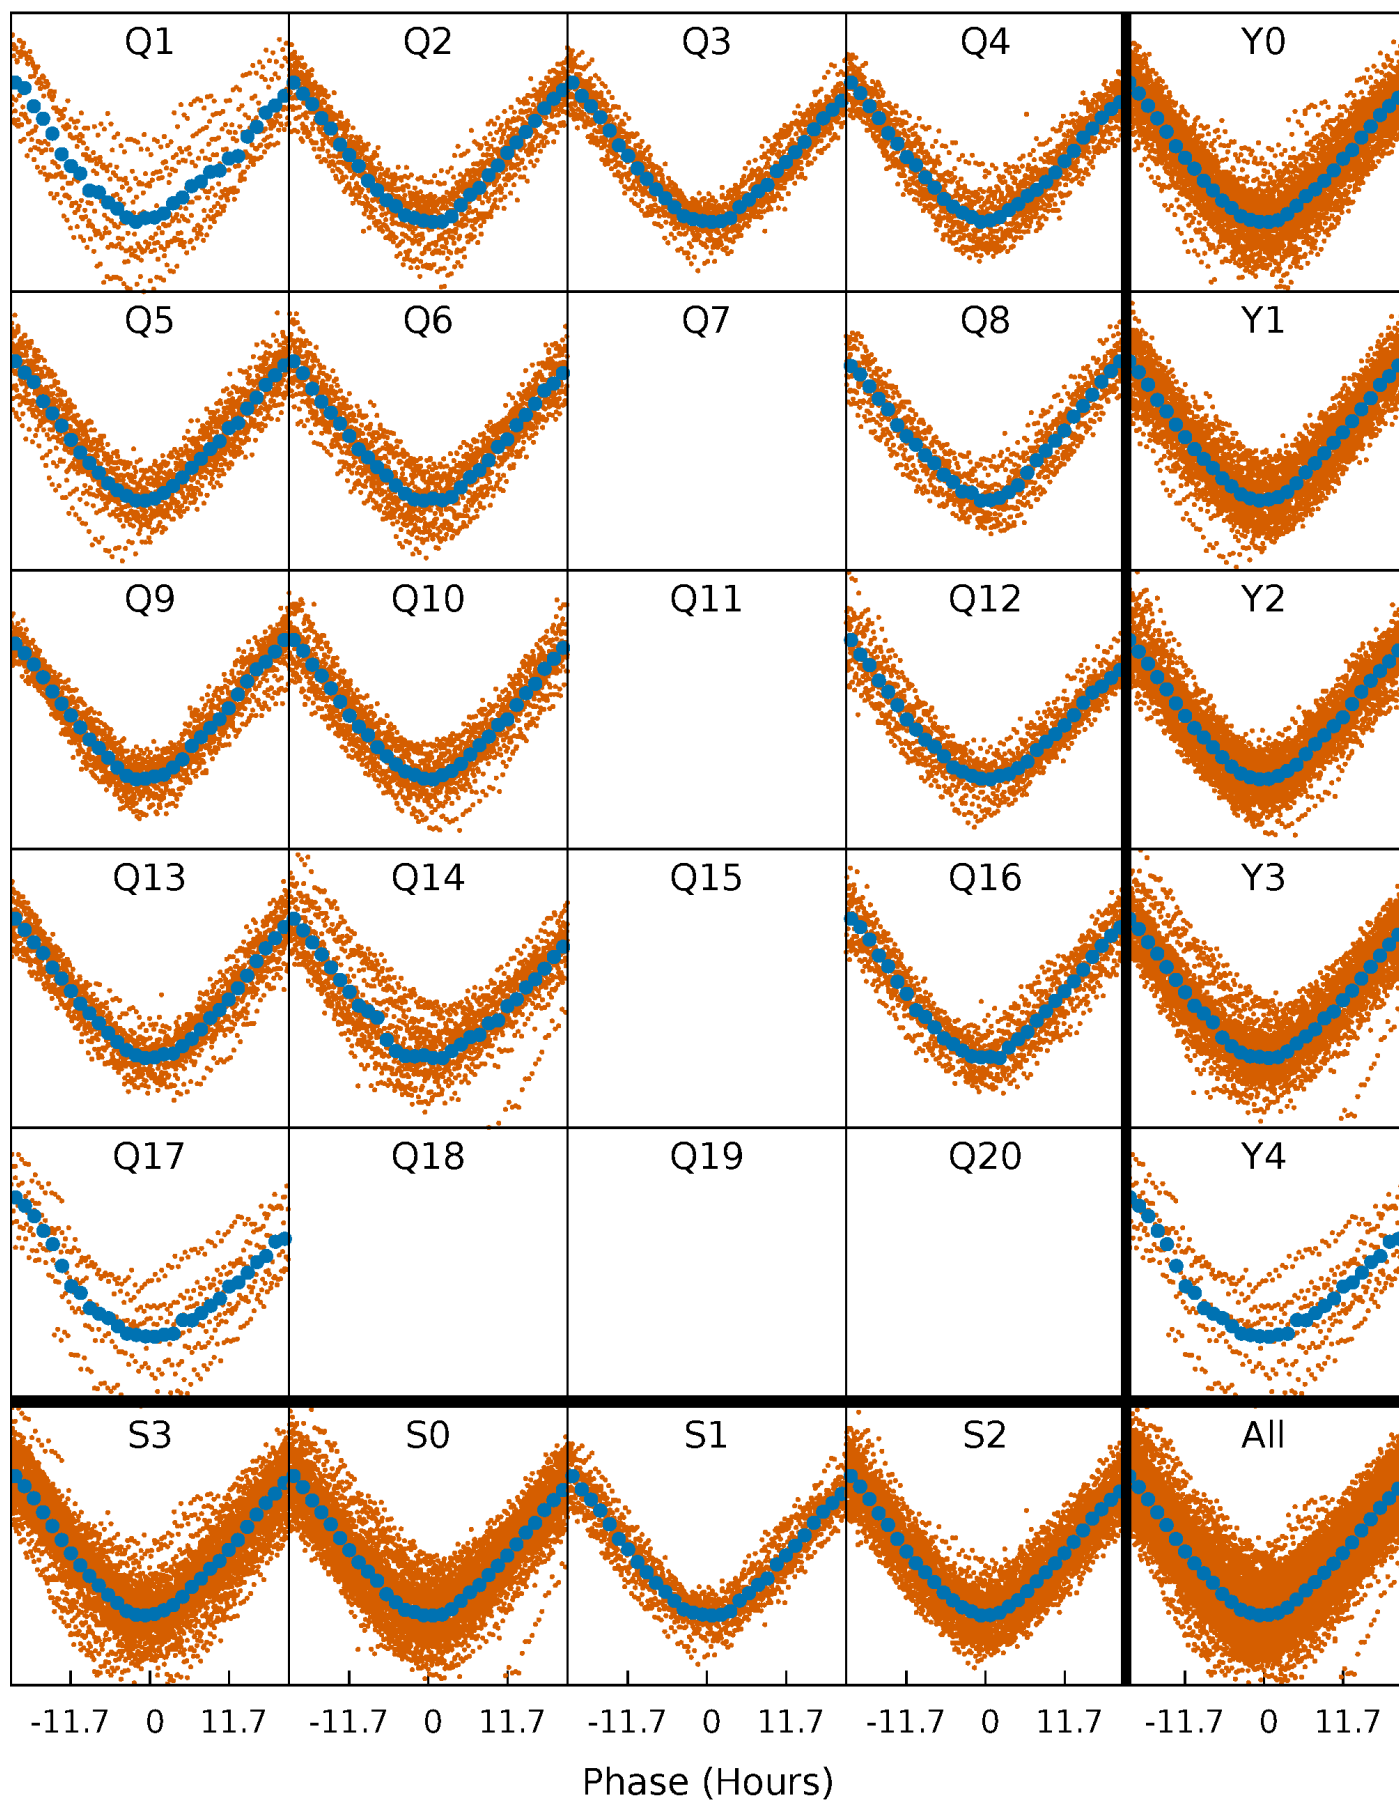 Q1 Q2 Q3 Q4 Y0
Q5 Q6 Q7 Q8 Y1
Q9 Q10 Q11 Q12 Y2
Q13 Q14 Q15 Q16 Y3
Q17 Q18 Q19 Q20 Y4
S3 S0 S1 S2 All
-11.7 0 11.7 -11.7 0 11.7 -11.7 0 11.7 -11.7 0 11.7 -11.7 0 11.7
Phase (Hours)